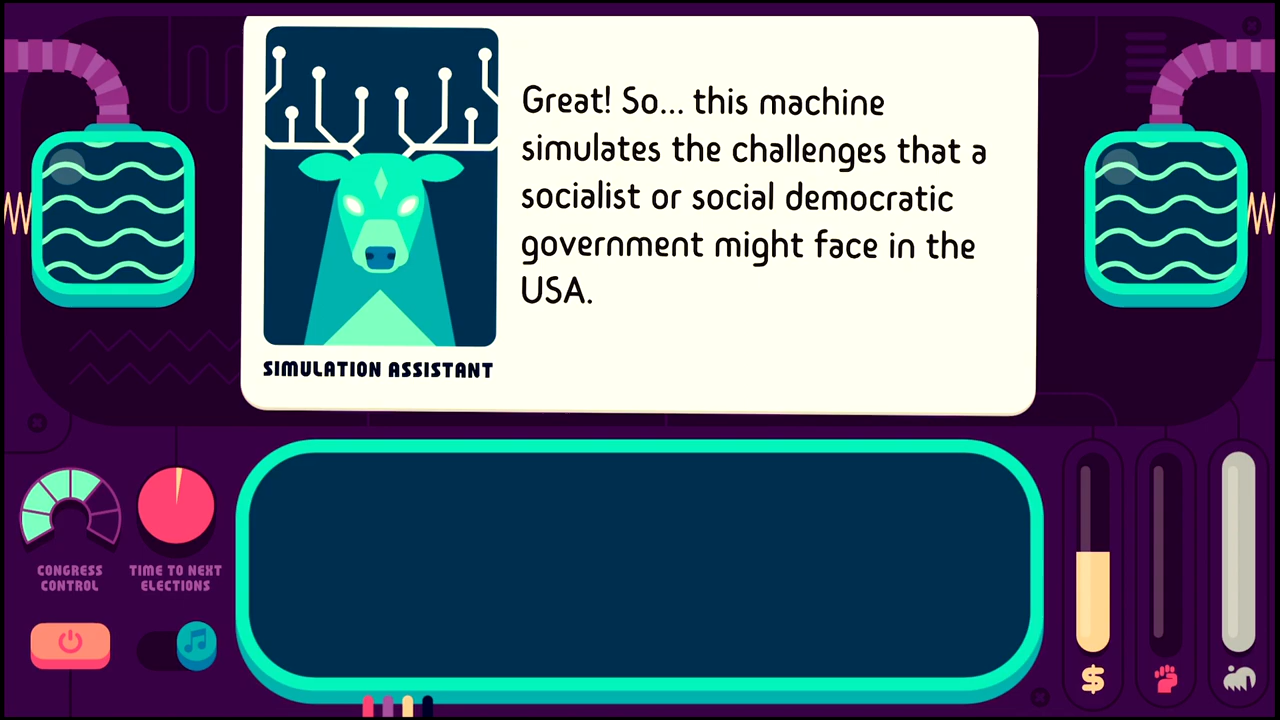 Great! So... this machine
simulates the challenges that a
socialist or social democratic
government might face in the
USA.
SIMULATION ASSISTANT
CONGRESS
CONTROL
TIME TO NEXT
ELECTIONS
$